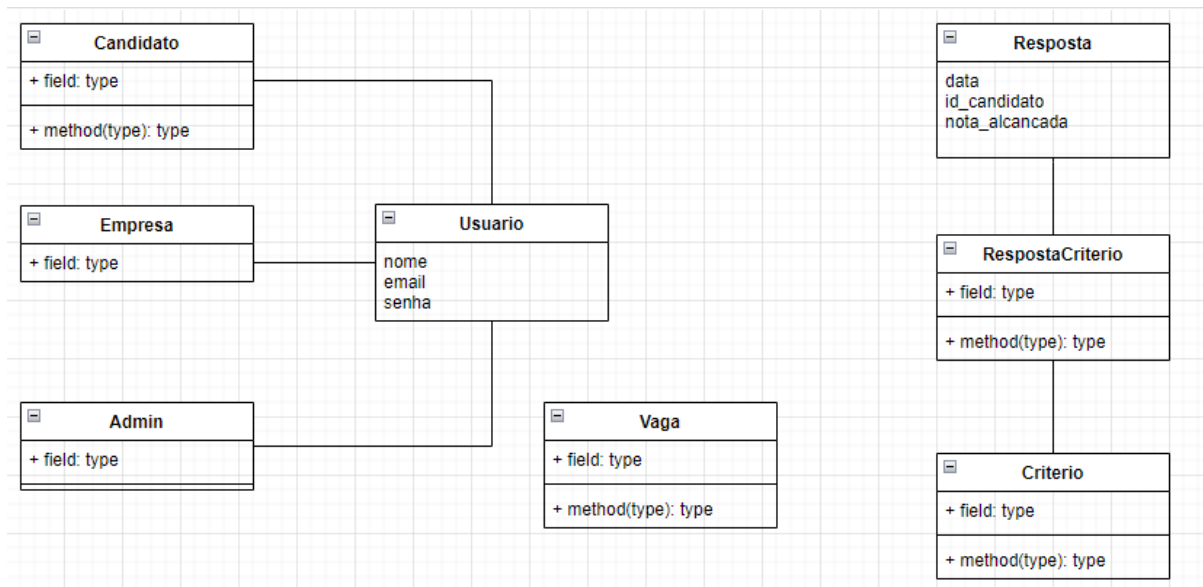 Candidato
+ field: type
+ method(type): type
Empresa
+ field: type
Admin
+ field: type
Usuario
nome
email
senha
Vaga
+ field: type
+ method(type): type
Resposta
data
id_candidato
nota_alcancada
RespostaCriterio
+ field: type
+ method(type): type
Criterio
+ field: type
+ method(type): type